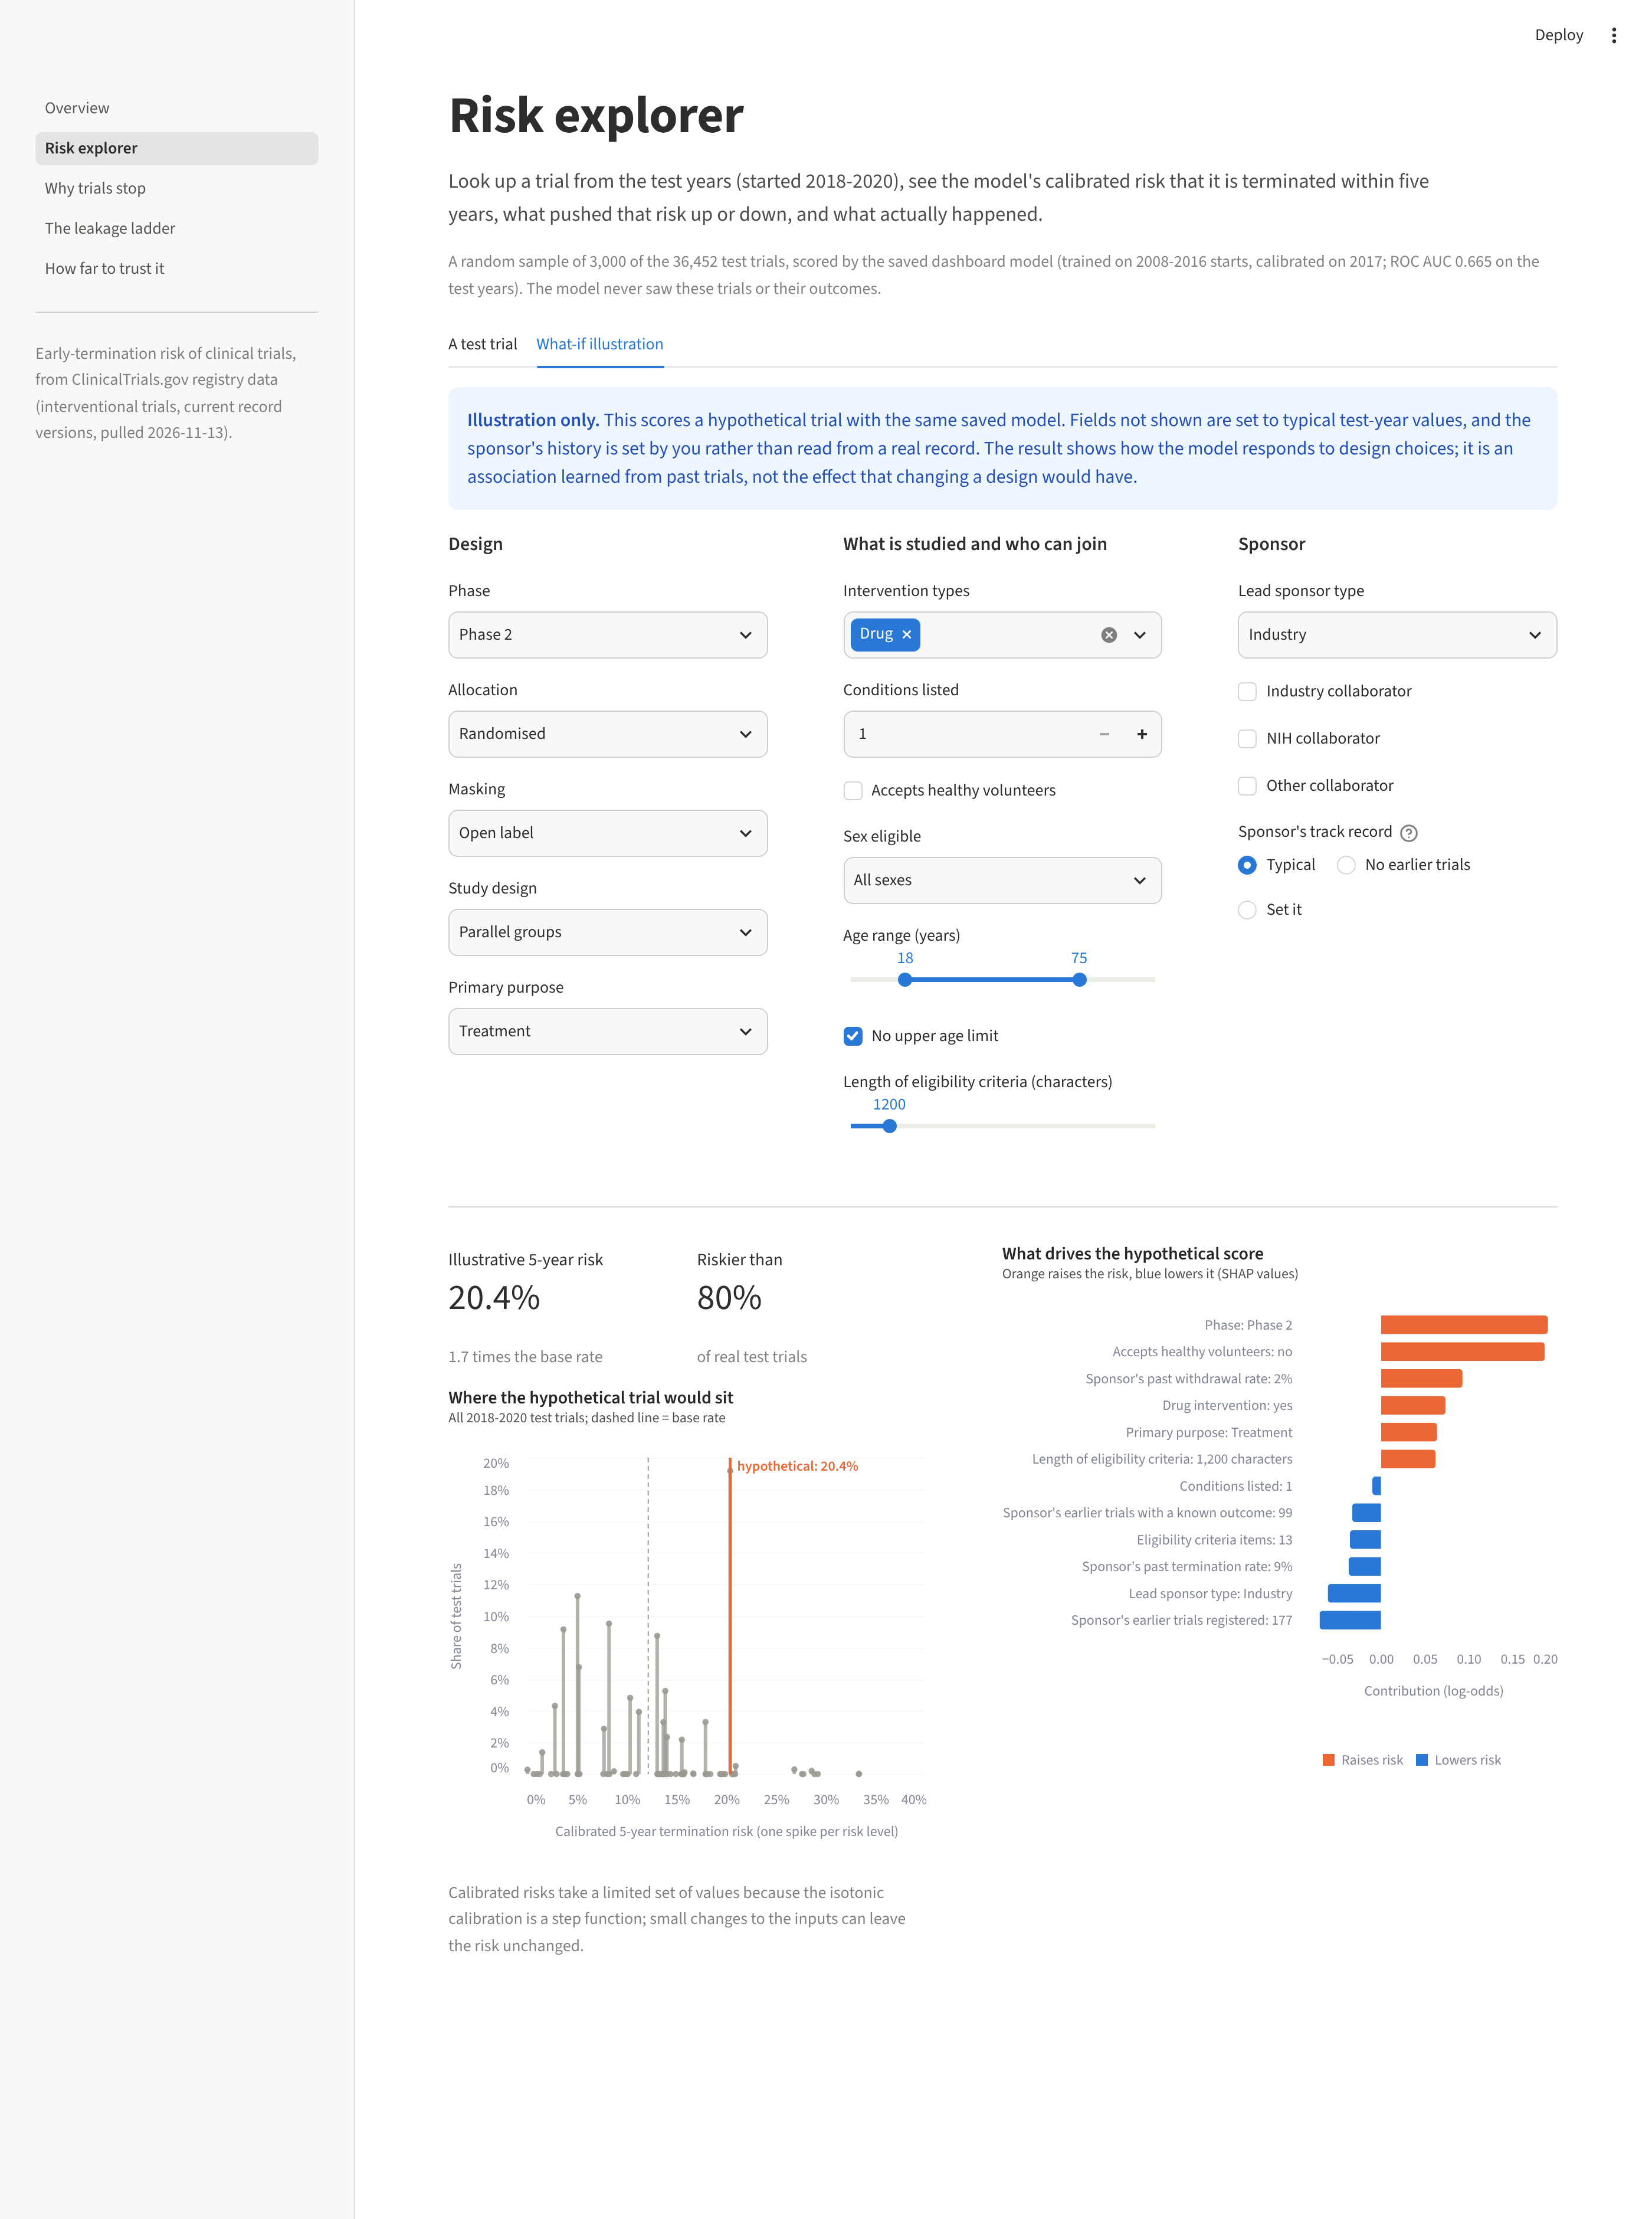 Deploy
Overview
Risk explorer
Why trials stop
The leakage ladder
How far to trust it
Early-termination risk of clinical trials,
from ClinicalTrials.gov registry data
(interventional trials, current record
versions, pulled 2026-11-13).
Risk explorer
Look up a trial from the test years (started 2018-2020), see the model's calibrated risk that it is terminated within five
years, what pushed that risk up or down, and what actually happened.
A random sample of 3,000 of the 36,452 test trials, scored by the saved dashboard model (trained on 2008-2016 starts, calibrated on 2017; ROC AUC 0.665 on the
test years). The model never saw these trials or their outcomes.
A test trial What-if illustration
Illustration only. This scores a hypothetical trial with the same saved model. Fields not shown are set to typical test-year values, and the
sponsor's history is set by you rather than read from a real record. The result shows how the model responds to design choices; it is an
association learned from past trials, not the effect that changing a design would have.
Design
Phase
Phase 2
Allocation
Randomised
Masking
Open label
Study design
Parallel groups
Primary purpose
Treatment
What is studied and who can join
Intervention types
Drug
Conditions listed
1
Accepts healthy volunteers
Sex eligible
All sexes
Age range (years)
18 75
No upper age limit
Length of eligibility criteria (characters)
1200
Sponsor
Lead sponsor type
Industry
Industry collaborator
NIH collaborator
Other collaborator
Sponsor's track record
Typical No earlier trials
Set it
Illustrative 5-year risk
20.4%
1.7 times the base rate
Riskier than
80%
of real test trials
Where the hypothetical trial would sit
All 2018-2020 test trials; dashed line = base rate
hypothetical: 20.4%
Share of test trials
20%
18%
16%
14%
12%
10%
8%
6%
4%
2%
0%
0% 5% 10% 15% 20% 25% 30% 35% 40%
Calibrated 5-year termination risk (one spike per risk level)
Calibrated risks take a limited set of values because the isotonic
calibration is a step function; small changes to the inputs can leave
the risk unchanged.
What drives the hypothetical score
Orange raises the risk, blue lowers it (SHAP values)
Phase: Phase 2
Accepts healthy volunteers: no
Sponsor's past withdrawal rate: 2%
Drug intervention: yes
Primary purpose: Treatment
Length of eligibility criteria: 1,200 characters
Conditions listed: 1
Sponsor's earlier trials with a known outcome: 99
Eligibility criteria items: 13
Sponsor's past termination rate: 9%
Lead sponsor type: Industry
Sponsor's earlier trials registered: 177
−0.05 0.00 0.05 0.10 0.15 0.20
Contribution (log-odds)
Raises risk Lowers risk